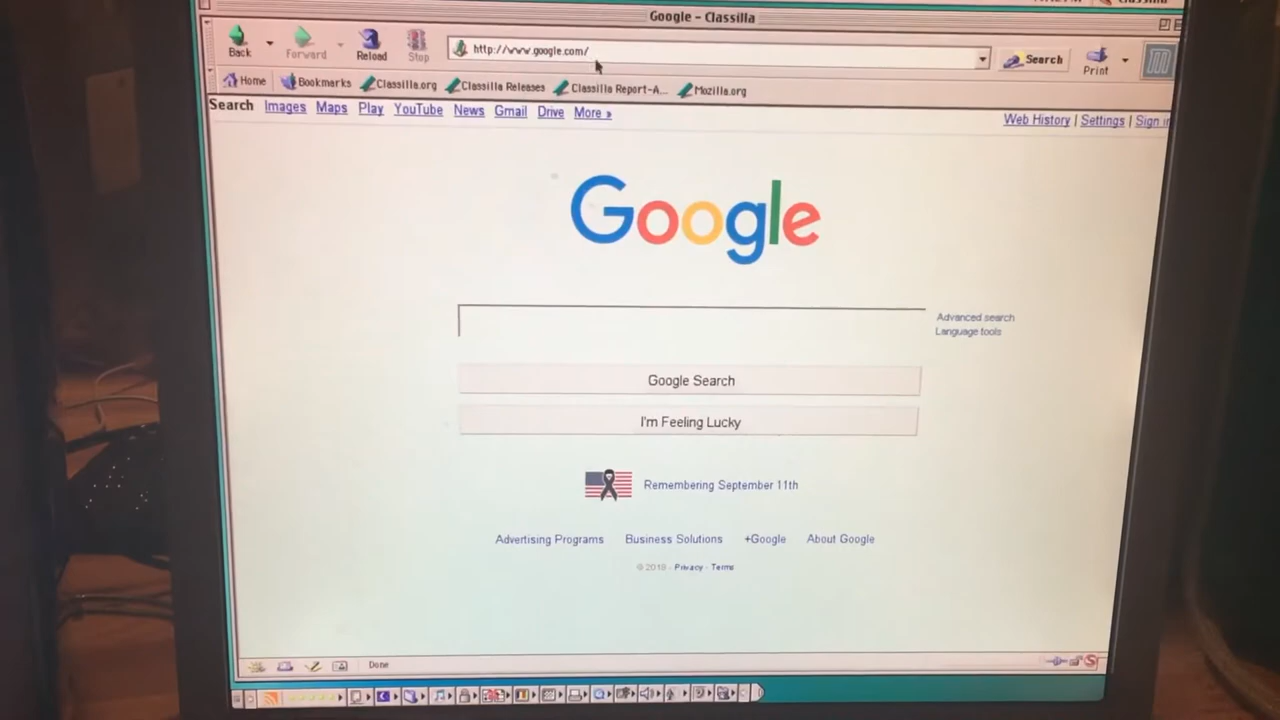 Google - Classilla
Back Forward Reload Stop http://www.google.com/ Search Print
Home Bookmarks Classilla.org Classilla Releases Classilla Report-A... Mozilla.org
Search Images Maps Play YouTube News Gmail Drive More »
Web History | Settings | Sign in
Google
Advanced search
Language tools
Google Search
I'm Feeling Lucky
Remembering September 11th
Advertising Programs Business Solutions +Google About Google
© 2018 - Privacy - Terms
Done